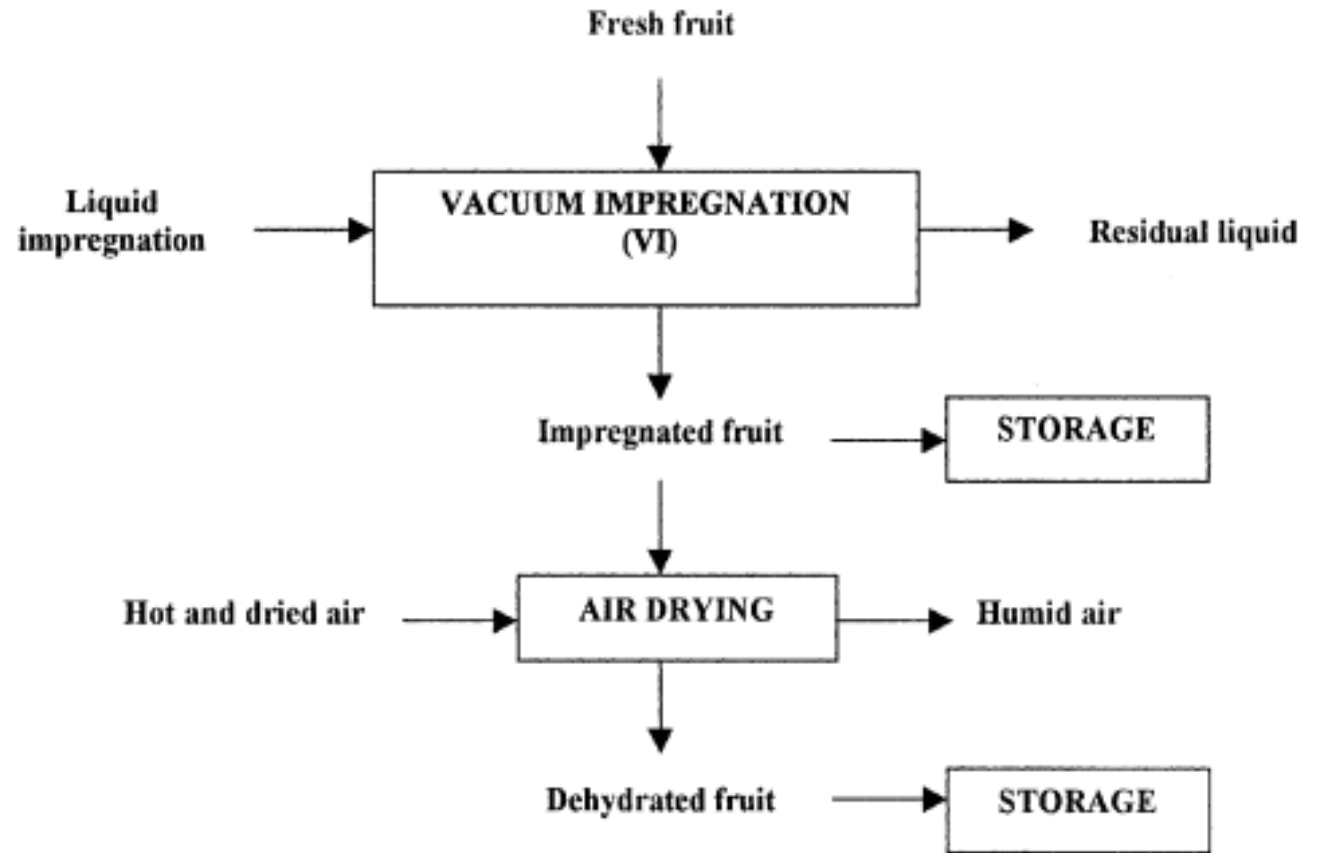 Fresh fruit
Liquid
impregnation
VACUUM IMPREGNATION
(VI)
Residual liquid
Impregnated fruit
STORAGE
Hot and dried air
AIR DRYING
Humid air
Dehydrated fruit
STORAGE